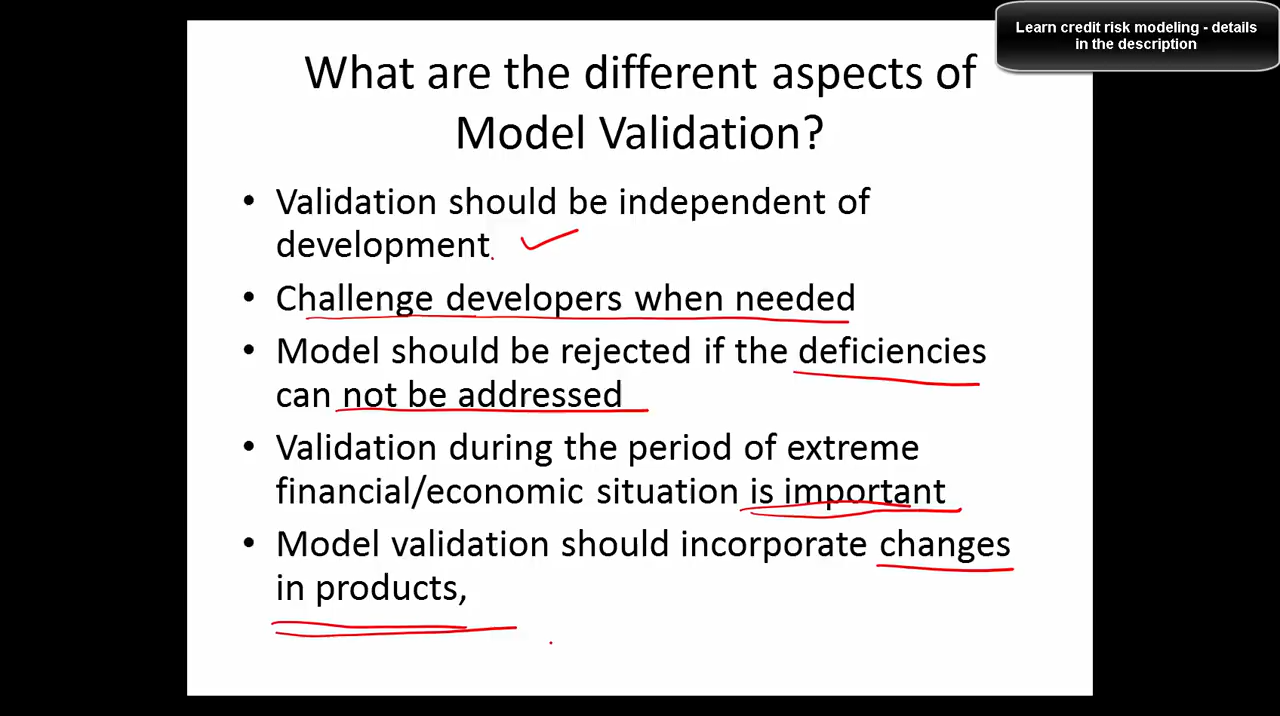 Learn credit risk modeling - details
in the description
What are the different aspects of
Model Validation?
• Validation should be independent of
development.
• Challenge developers when needed
• Model should be rejected if the deficiencies
can not be addressed
• Validation during the period of extreme
financial/economic situation is important
• Model validation should incorporate changes
in products,